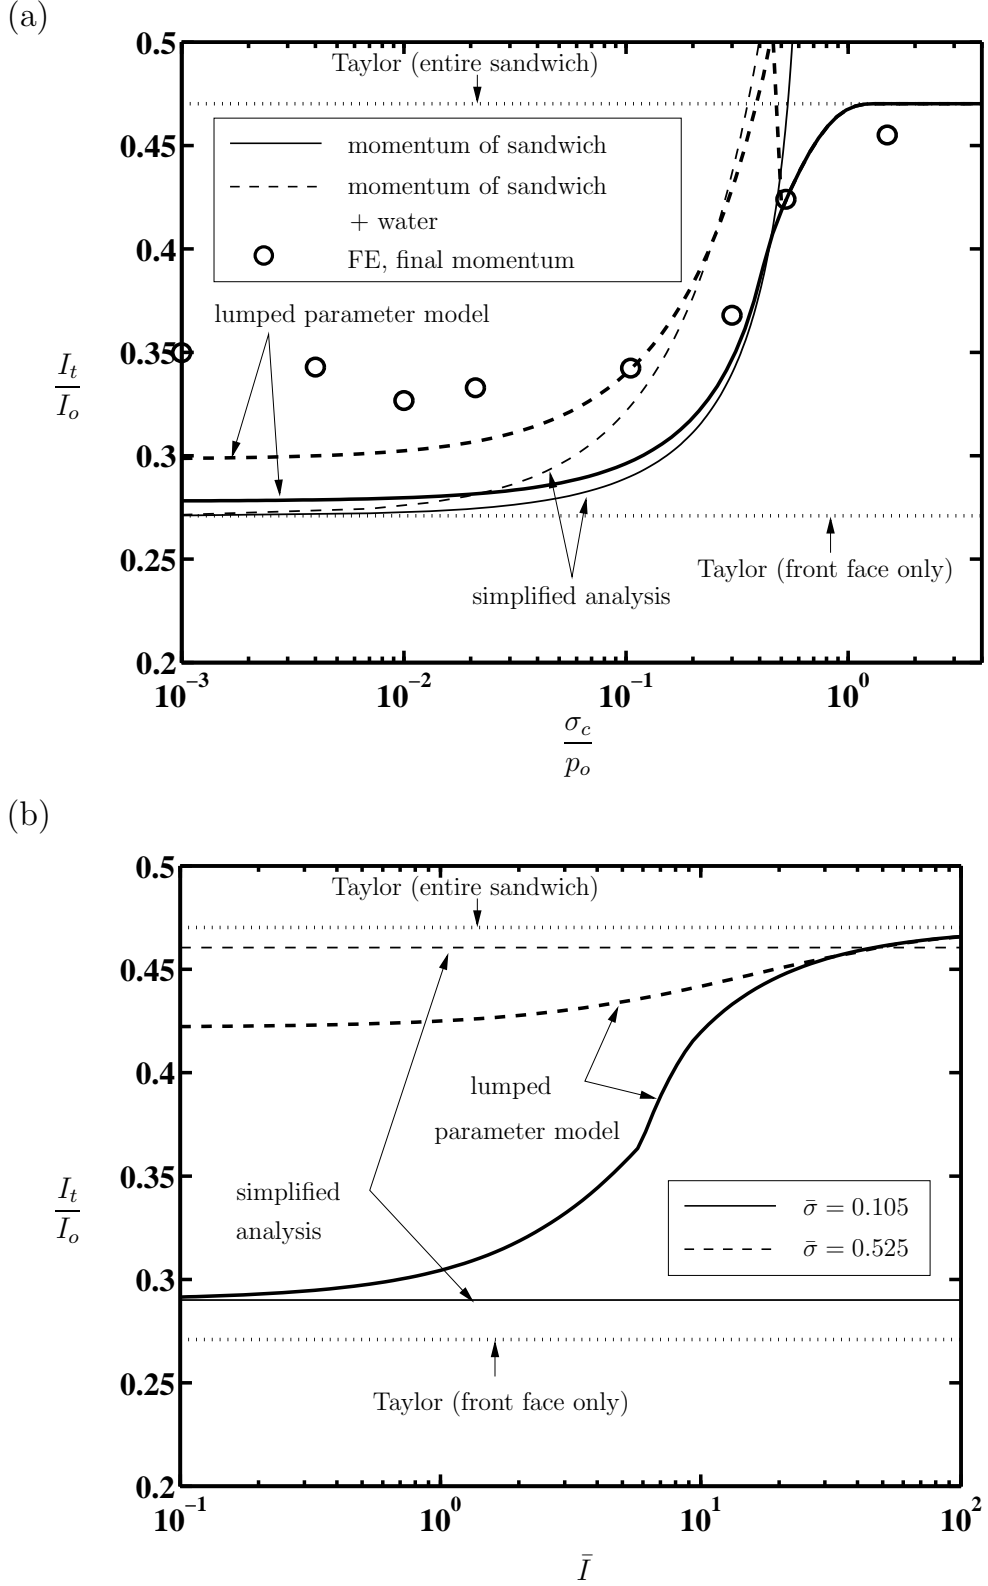 (a)
0.5
Taylor (entire sandwich)
0.45
momentum of sandwich
momentum of sandwich
+ water
0.4
FE, final momentum
lumped parameter model
0.35
I_t
I_o
0.3
0.25
Taylor (front face only)
simplified analysis
0.2
10^{-3} 10^{-2} 10^{-1} 10^{0}
σ_c
p_o
(b)
0.5
Taylor (entire sandwich)
0.45
0.4
lumped
parameter model
0.35
I_t
I_o
simplified
analysis
σ̄ = 0.105
σ̄ = 0.525
0.3
0.25
Taylor (front face only)
0.2
10^{-1} 10^{0} 10^{1} 10^{2}
Ī